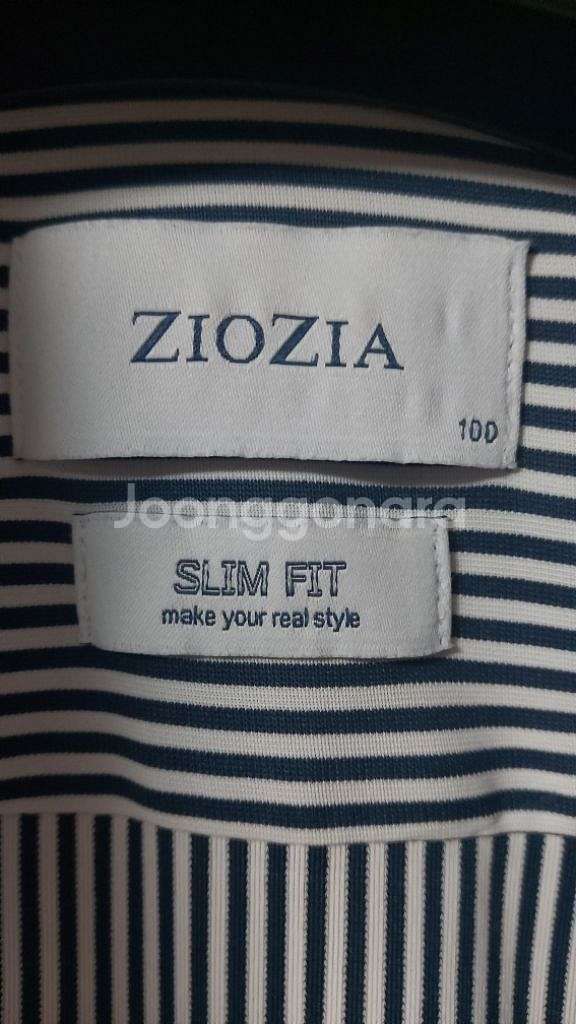 ZIOZIA
100
Joonggonara
SLIM FIT
make your real style